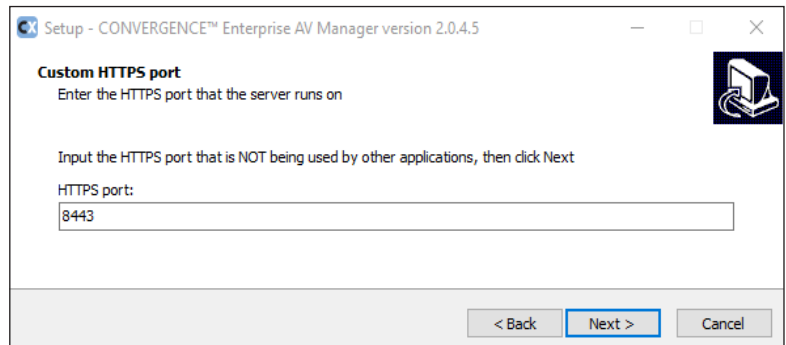 CX Setup - CONVERGENCE™ Enterprise AV Manager version 2.0.4.5
Custom HTTPS port
Enter the HTTPS port that the server runs on
Input the HTTPS port that is NOT being used by other applications, then click Next
HTTPS port:
8443
< Back Next > Cancel